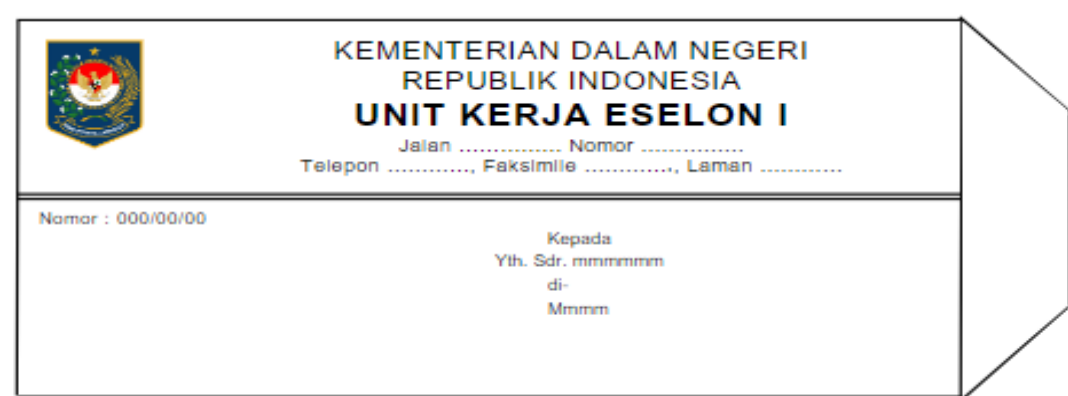 KEMENTERIAN DALAM NEGERI
REPUBLIK INDONESIA
UNIT KERJA ESELON I
Jalan ............... Nomor ...............
Telepon ............, Faksimile ............., Laman ............
Nomor : 000/00/00
Kepada
Yth. Sdr. mmmmmm
di-
Mmmm